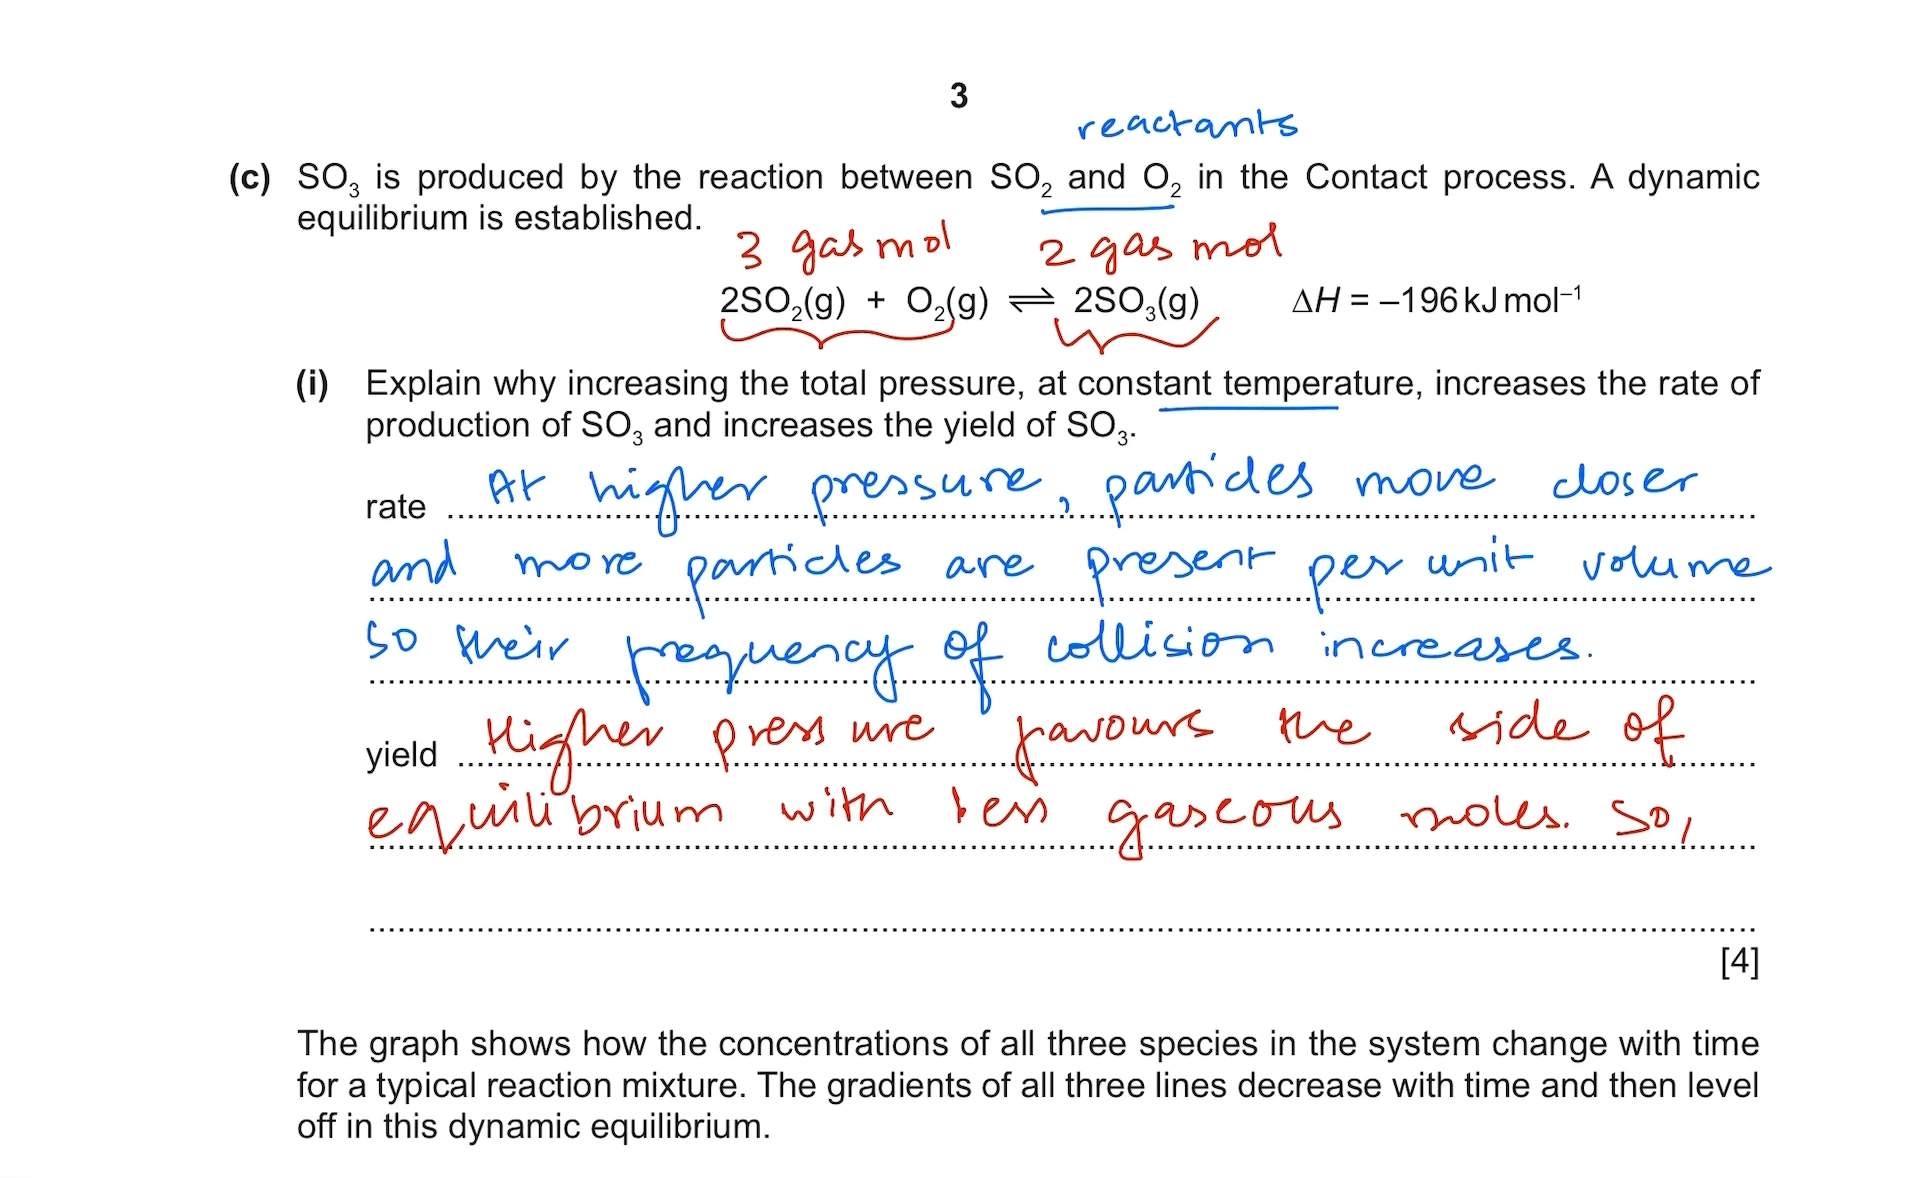 3
reactants
(c) SO₃ is produced by the reaction between SO₂ and O₂ in the Contact process. A dynamic
equilibrium is established.
3 gas mol 2 gas mol
2SO₂(g) + O₂(g) ⇌ 2SO₃(g) ΔH = –196 kJ mol⁻¹
(i) Explain why increasing the total pressure, at constant temperature, increases the rate of
production of SO₃ and increases the yield of SO₃.
rate At higher pressure, particles move closer
and more particles are present per unit volume
so their frequency of collision increases.
yield Higher pressure favours the side of
equilibrium with less gaseous moles. So,
[4]
The graph shows how the concentrations of all three species in the system change with time
for a typical reaction mixture. The gradients of all three lines decrease with time and then level
off in this dynamic equilibrium.